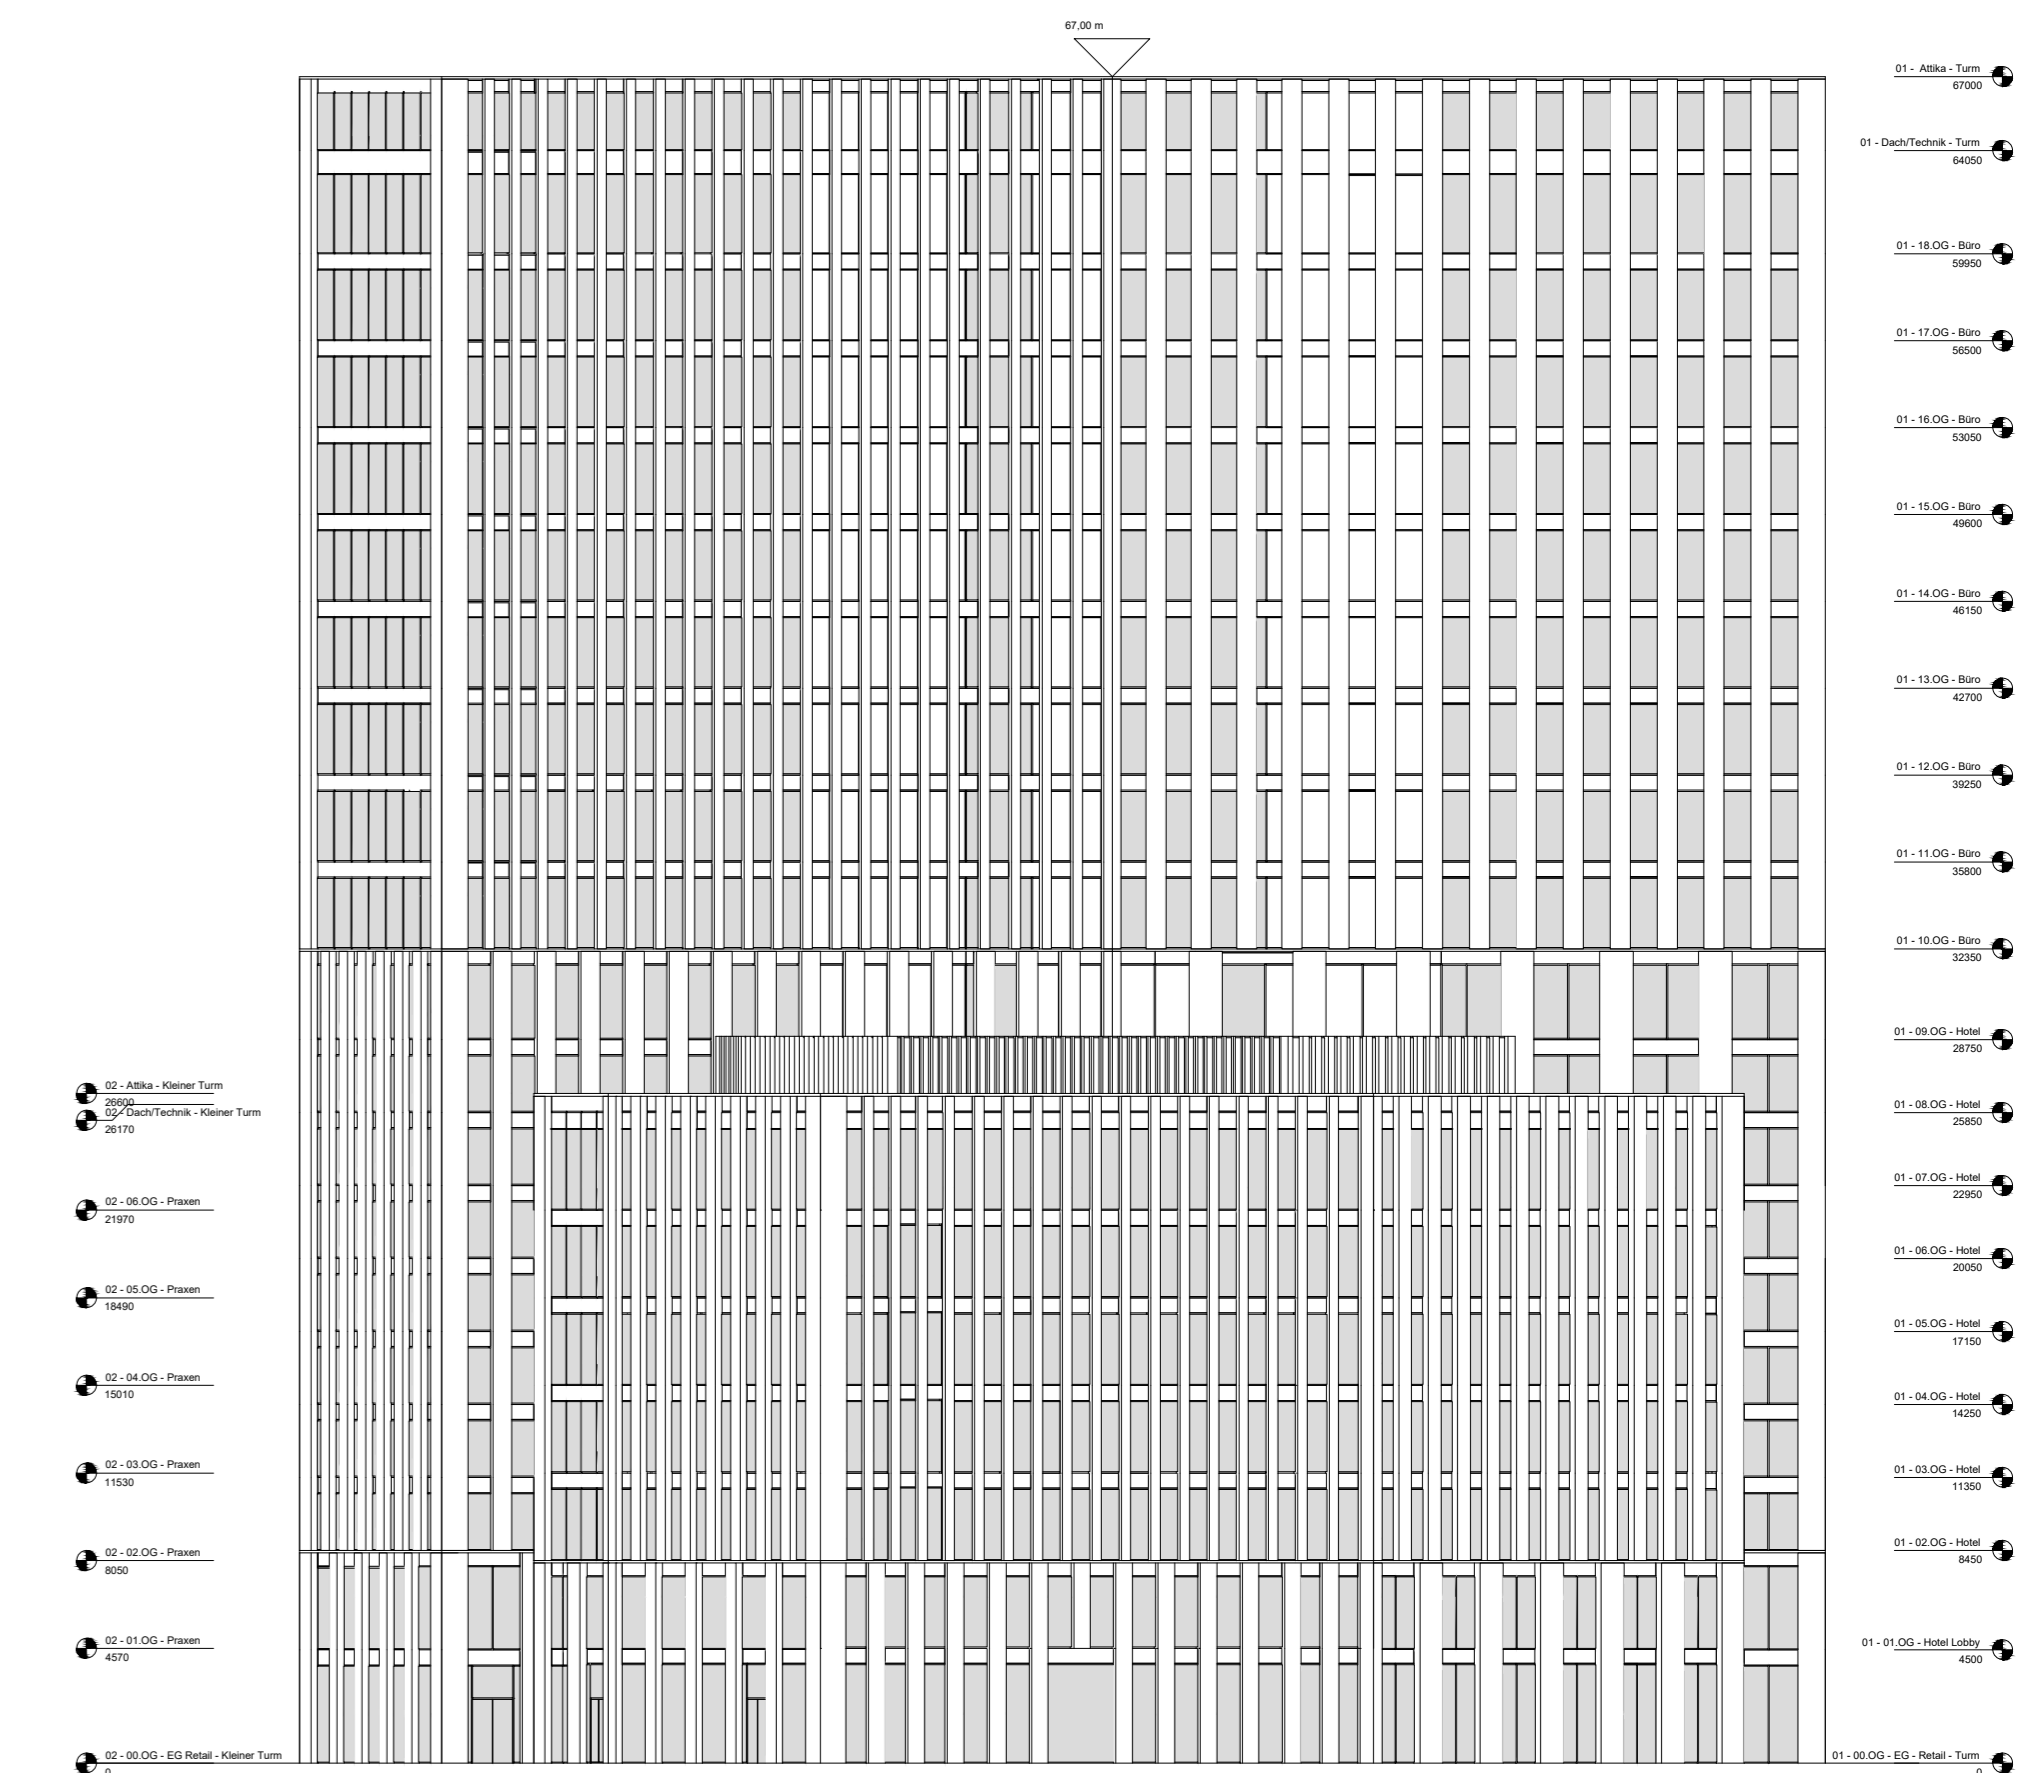 67,00 m
01 - Attika - Turm
67000
01 - Dach/Technik - Turm
64050
01 - 18.OG - Büro
59950
01 - 17.OG - Büro
56500
01 - 16.OG - Büro
53050
01 - 15.OG - Büro
49600
01 - 14.OG - Büro
46150
01 - 13.OG - Büro
42700
01 - 12.OG - Büro
39250
01 - 11.OG - Büro
35800
01 - 10.OG - Büro
32350
01 - 09.OG - Hotel
28750
01 - 08.OG - Hotel
25850
01 - 07.OG - Hotel
22950
01 - 06.OG - Hotel
20050
01 - 05.OG - Hotel
17150
01 - 04.OG - Hotel
14250
01 - 03.OG - Hotel
11350
01 - 02.OG - Hotel
8450
01 - 01.OG - Hotel Lobby
4500
01 - 00.OG - EG - Retail - Turm
0
02 - Attika - Kleiner Turm
26600
02 - Dach/Technik - Kleiner Turm
26170
02 - 06.OG - Praxen
21970
02 - 05.OG - Praxen
18490
02 - 04.OG - Praxen
15010
02 - 03.OG - Praxen
11530
02 - 02.OG - Praxen
8050
02 - 01.OG - Praxen
4570
02 - 00.OG - EG Retail - Kleiner Turm
0